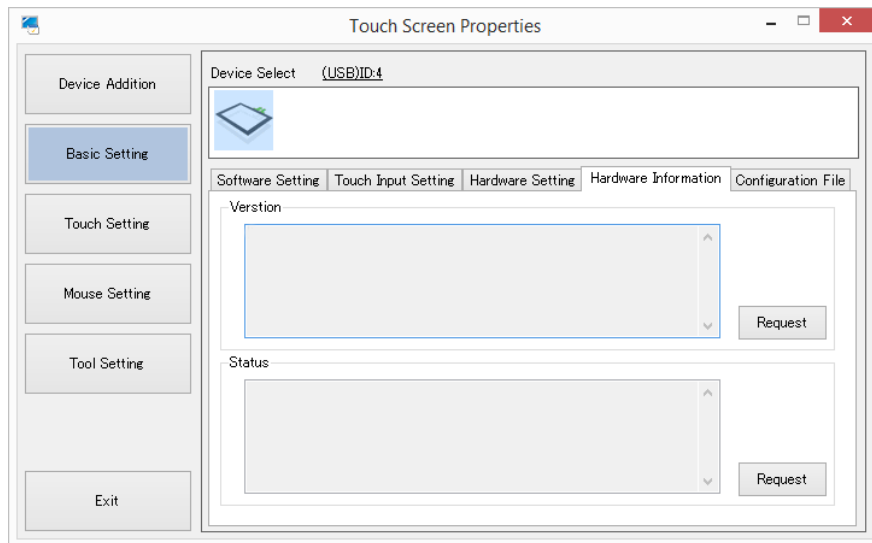 Touch Screen Properties
Device Addition
Basic Setting
Touch Setting
Mouse Setting
Tool Setting
Exit
Device Select (USB)ID:4
Software Setting Touch Input Setting Hardware Setting Hardware Information Configuration File
Verstion
Request
Status
Request